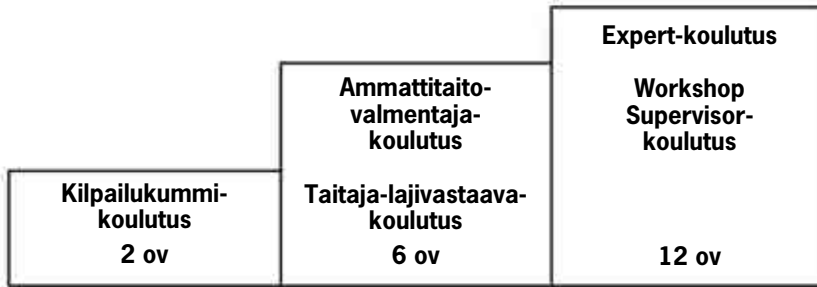 Kilpailukummi-
koulutus
2 ov
Ammattitaito-
valmentaja-
koulutus
Taitaja-lajivastaava-
koulutus
6 ov
Expert-koulutus
Workshop
Supervisor-
koulutus
12 ov